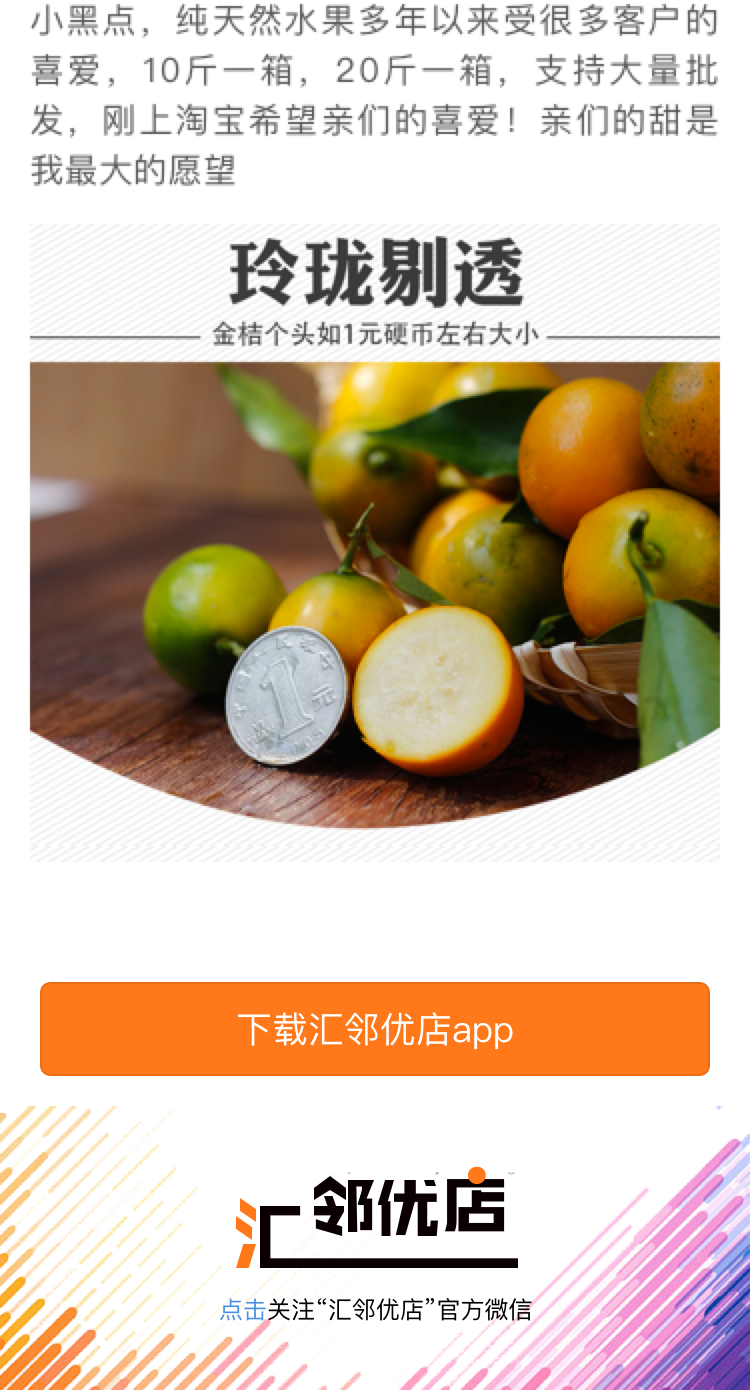 小黑点，纯天然水果多年以来受很多客户的
喜爱，10斤一箱，20斤一箱，支持大量批
发，刚上淘宝希望亲们的喜爱！亲们的甜是
我最大的愿望
玲珑剔透
金桔个头如1元硬币左右大小
1
元
下载汇邻优店app
汇邻优店
点击关注“汇邻优店”官方微信